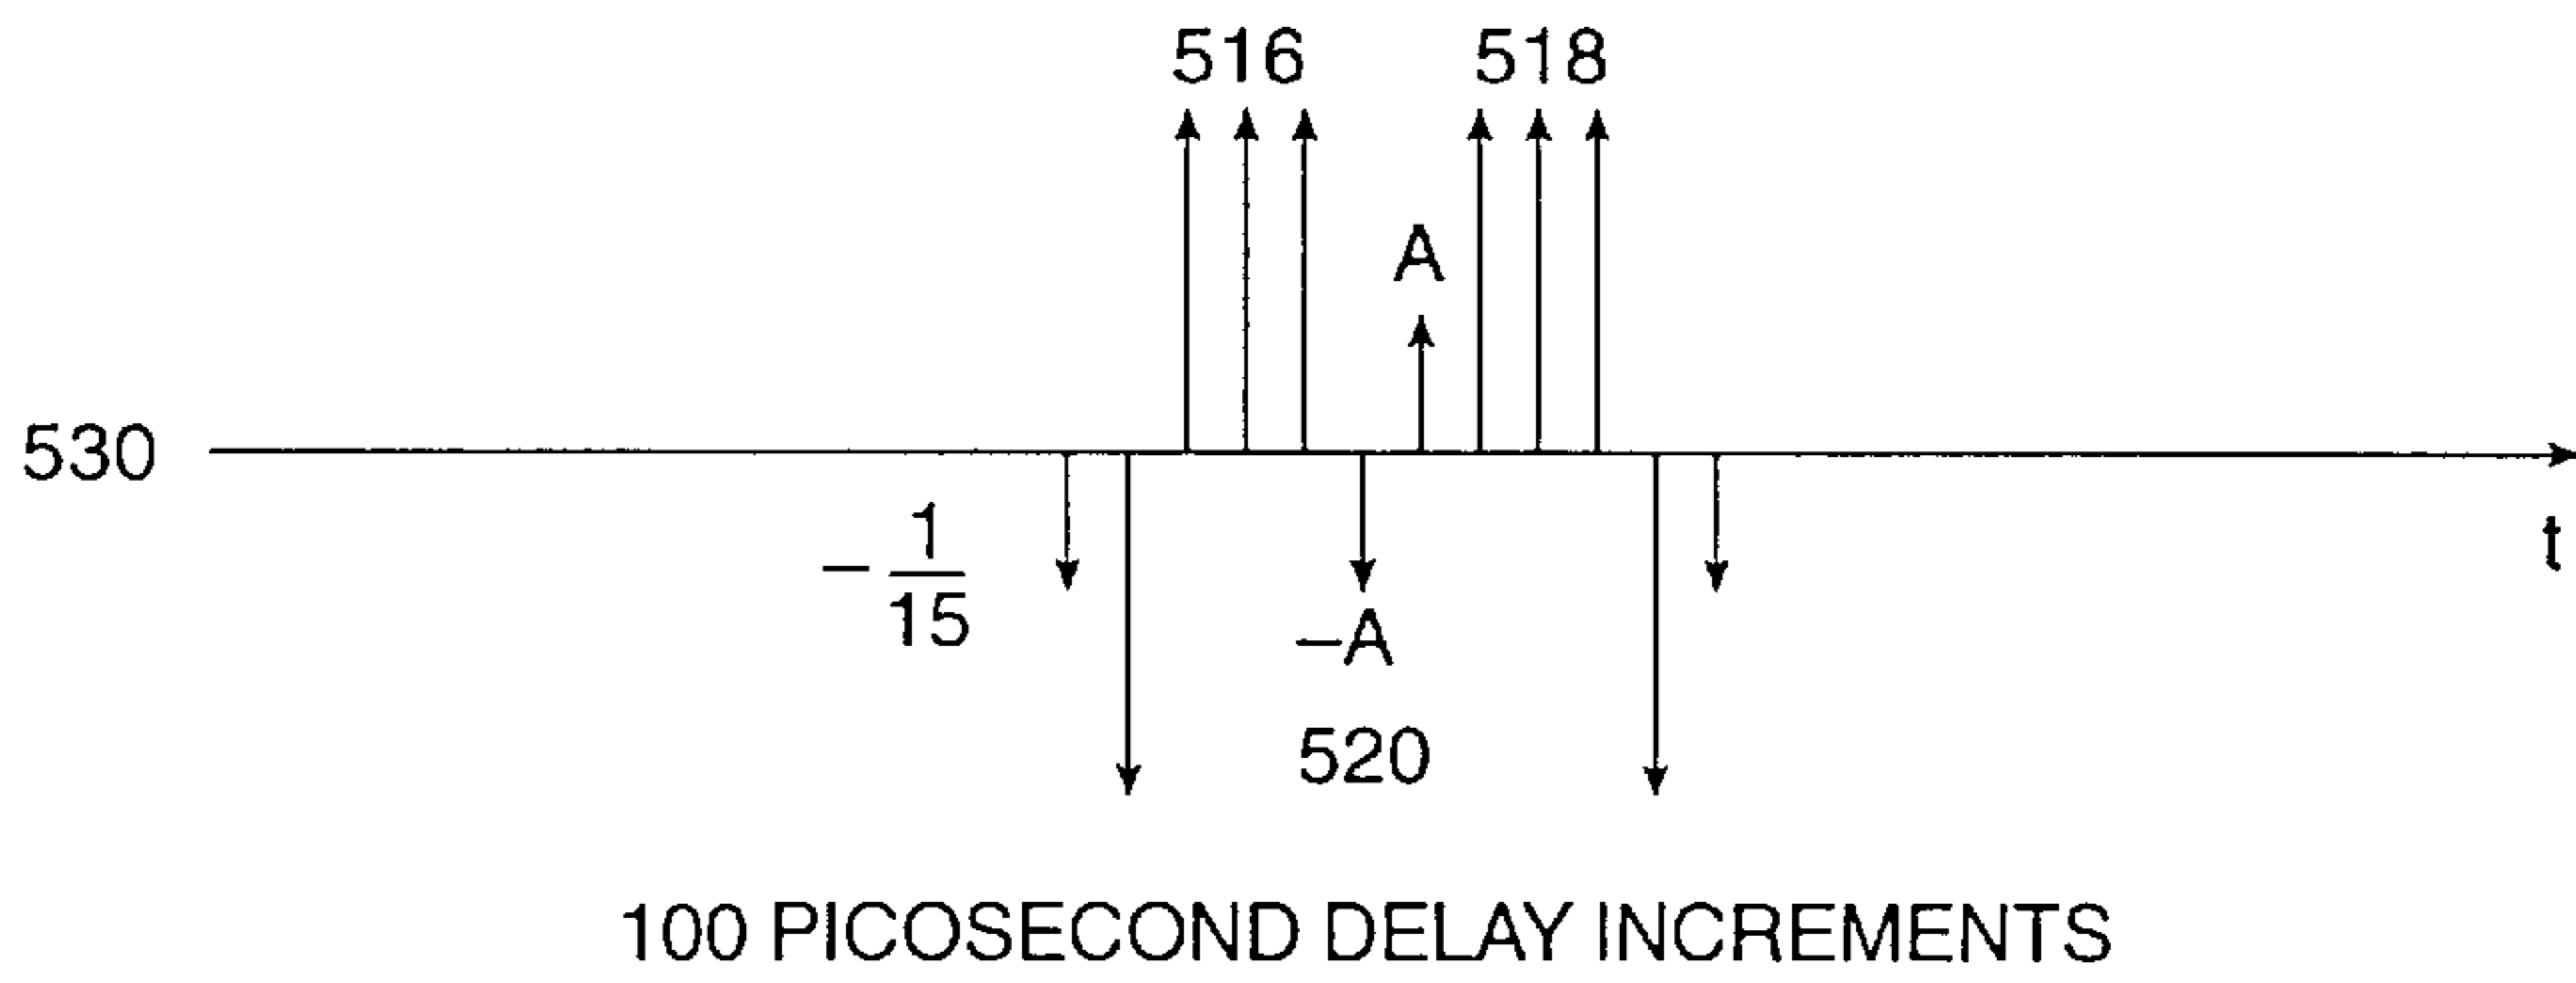 516 518
A
530
t
– 1/15
–A
520
100 PICOSECOND DELAY INCREMENTS